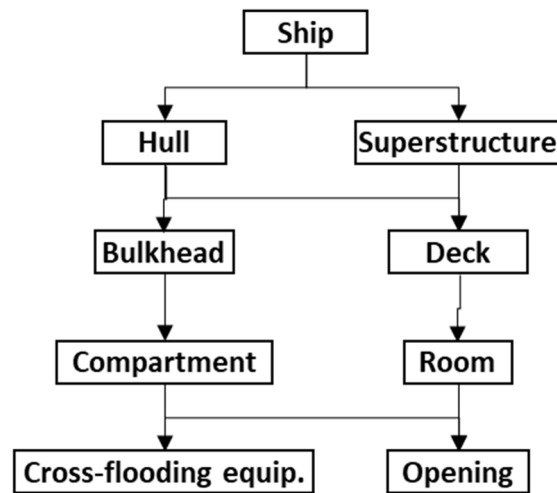 Ship
Hull
Superstructure
Bulkhead
Deck
Compartment
Room
Cross-flooding equip.
Opening